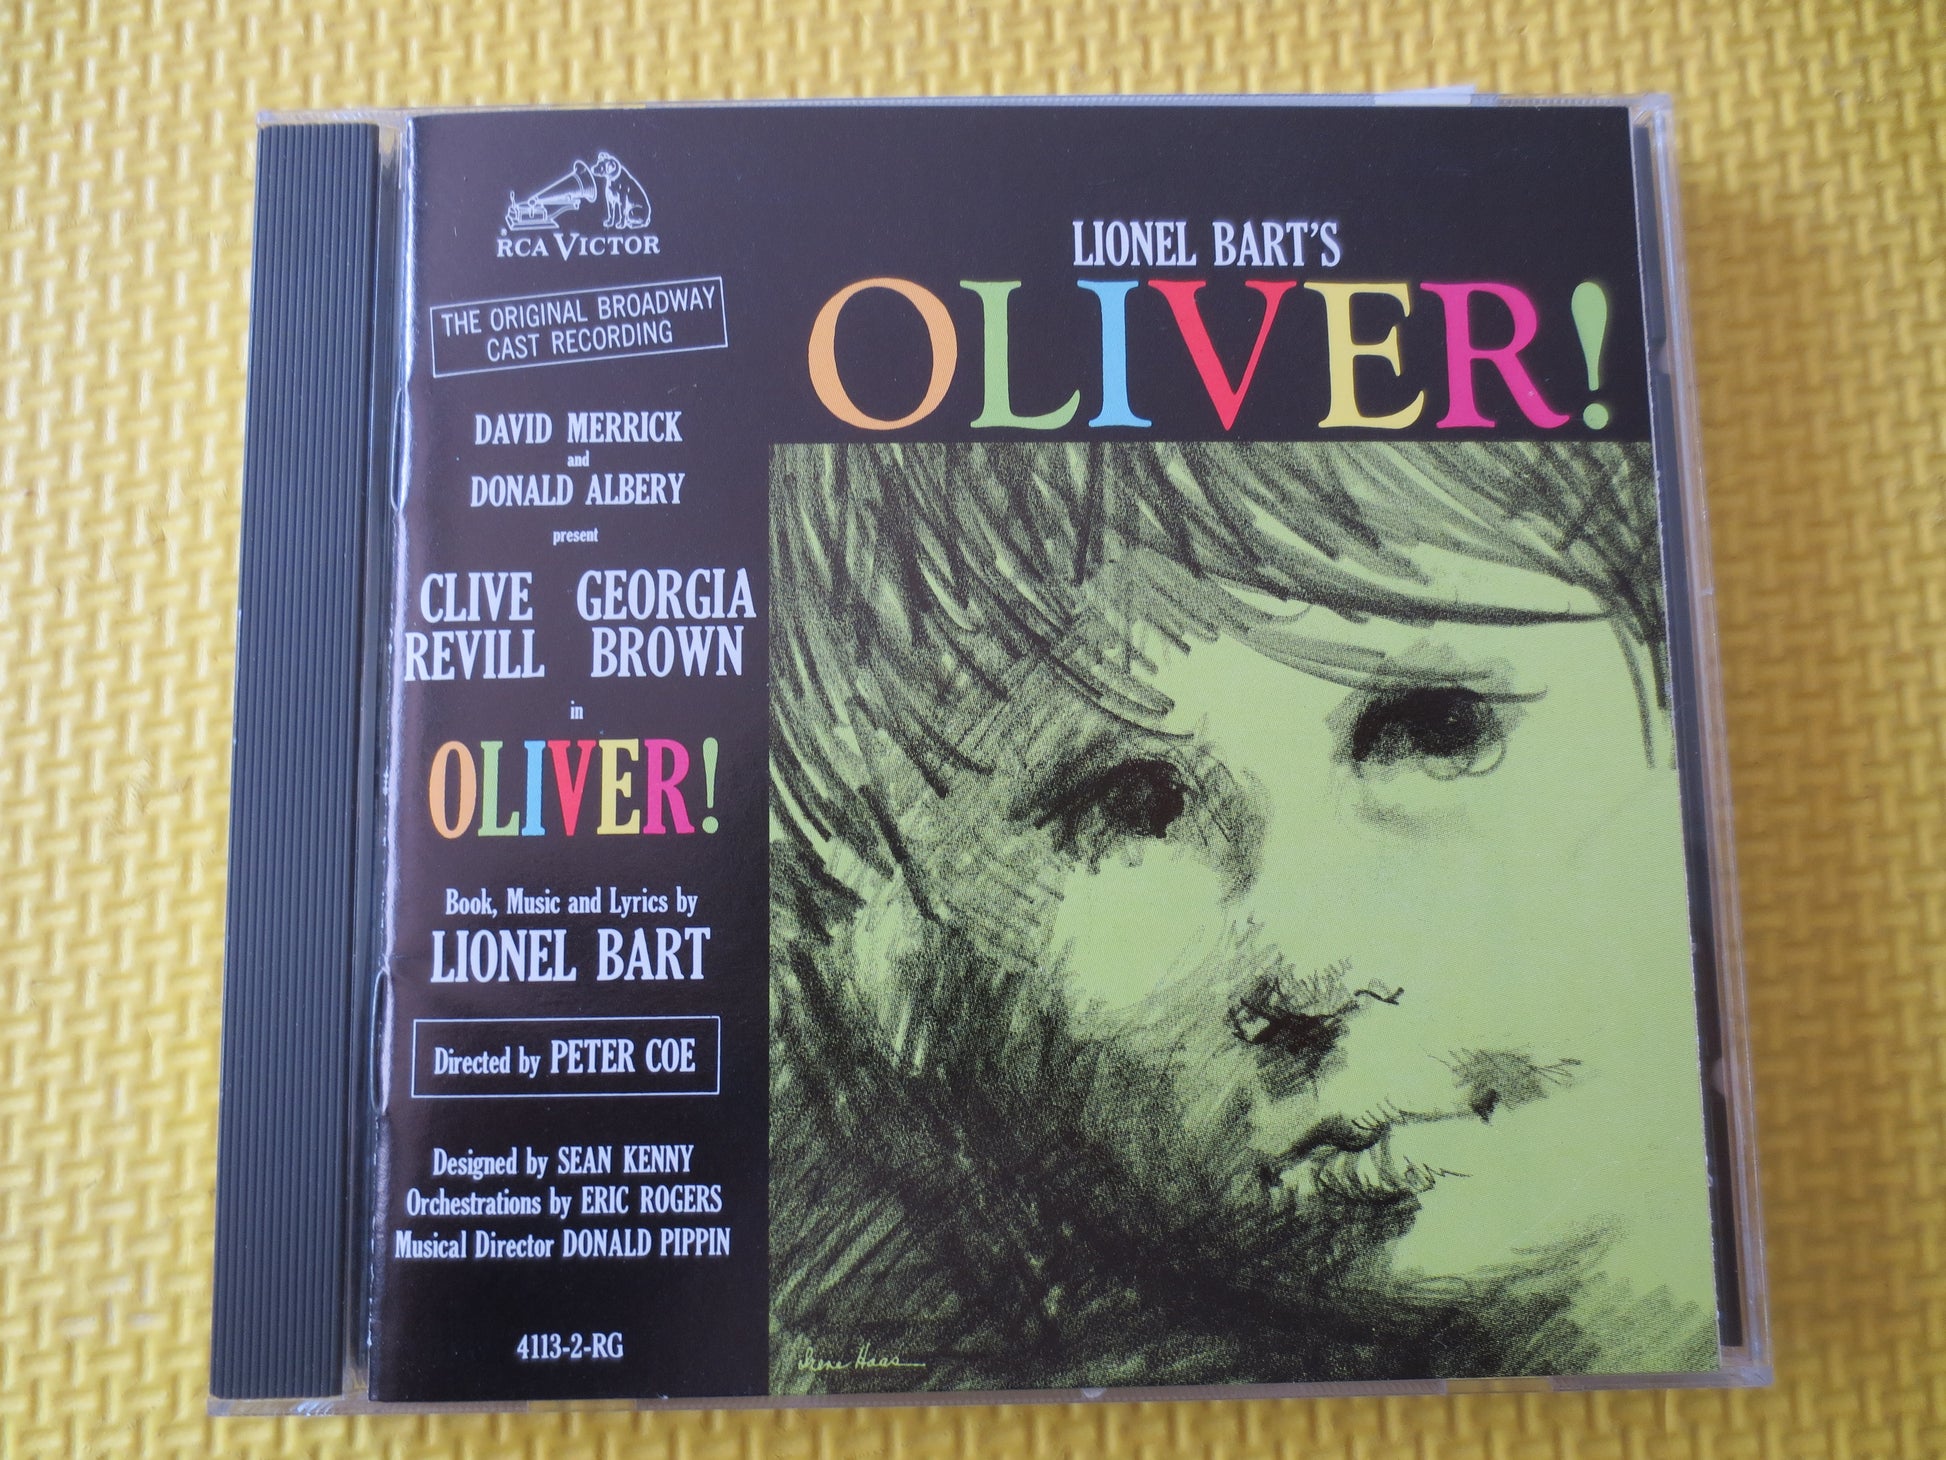 RCA VICTOR
THE ORIGINAL BROADWAY
CAST RECORDING
DAVID MERRICK
and
DONALD ALBERY
present
CLIVE REVILL
GEORGIA BROWN
in
OLIVER!
Book, Music and Lyrics by
LIONEL BART
Directed by PETER COE
Designed by SEAN KENNY
Orchestrations by ERIC ROGERS
Musical Director DONALD PIPPIN
4113-2-RG
LIONEL BART'S
OLIVER!
Irene Haas